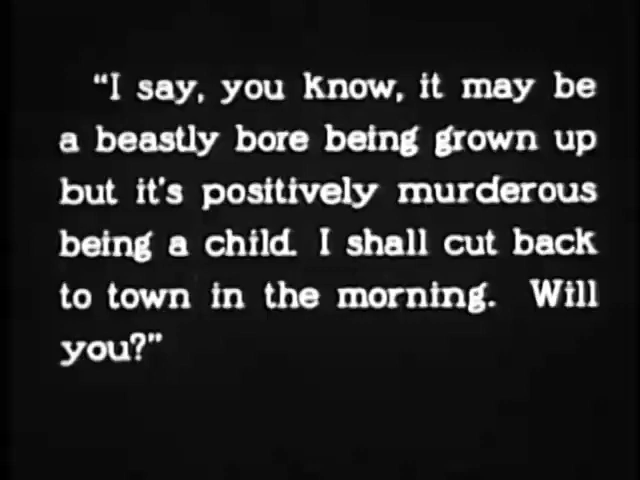 "I say, you know, it may be
a beastly bore being grown up
but it's positively murderous
being a child. I shall cut back
to town in the morning. Will
you?"